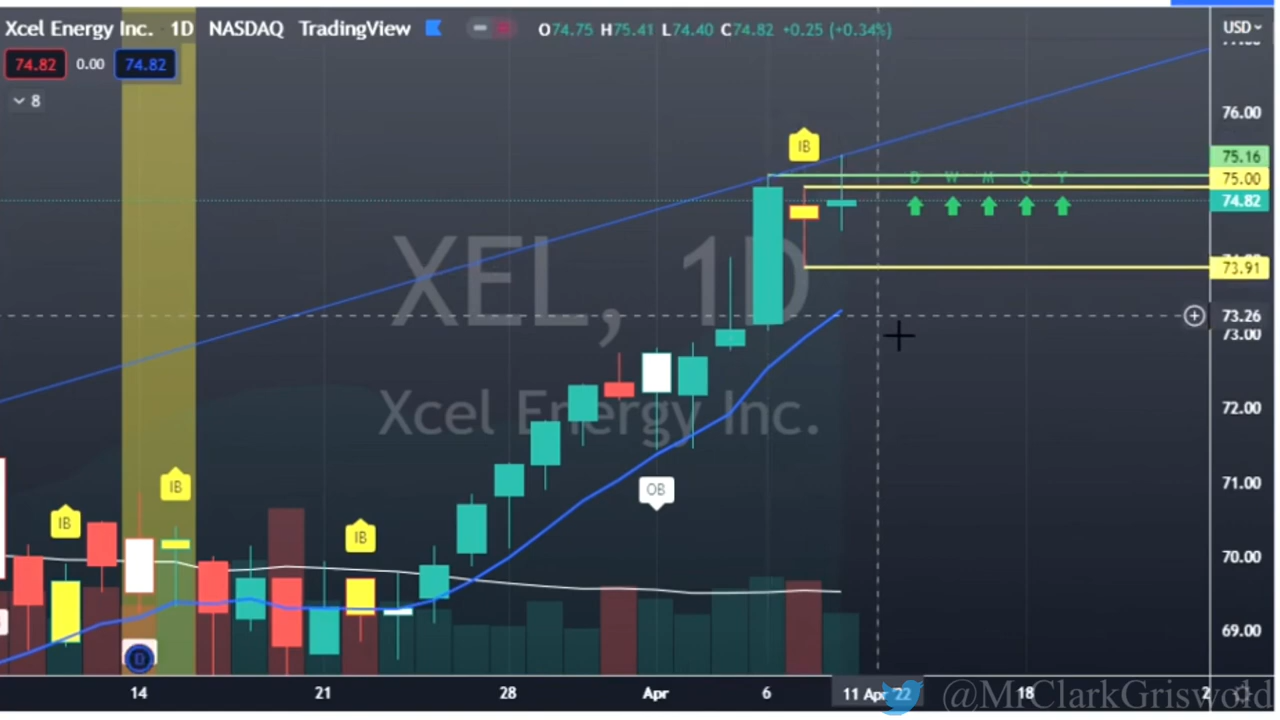 Xcel Energy Inc. · 1D NASDAQ TradingView O74.75 H75.41 L74.40 C74.82 +0.25 (+0.34%) USD
74.82 0.00 74.82
8
76.00
IB
75.16
D W M Q Y
75.00
74.82
XEL, 1D
73.91
73.26
73.00
Xcel Energy Inc.
72.00
71.00
IB
OB
IB
IB
70.00
69.00
14 21 28 Apr 6 11 Apr '22 18
@MrClarkGriswold